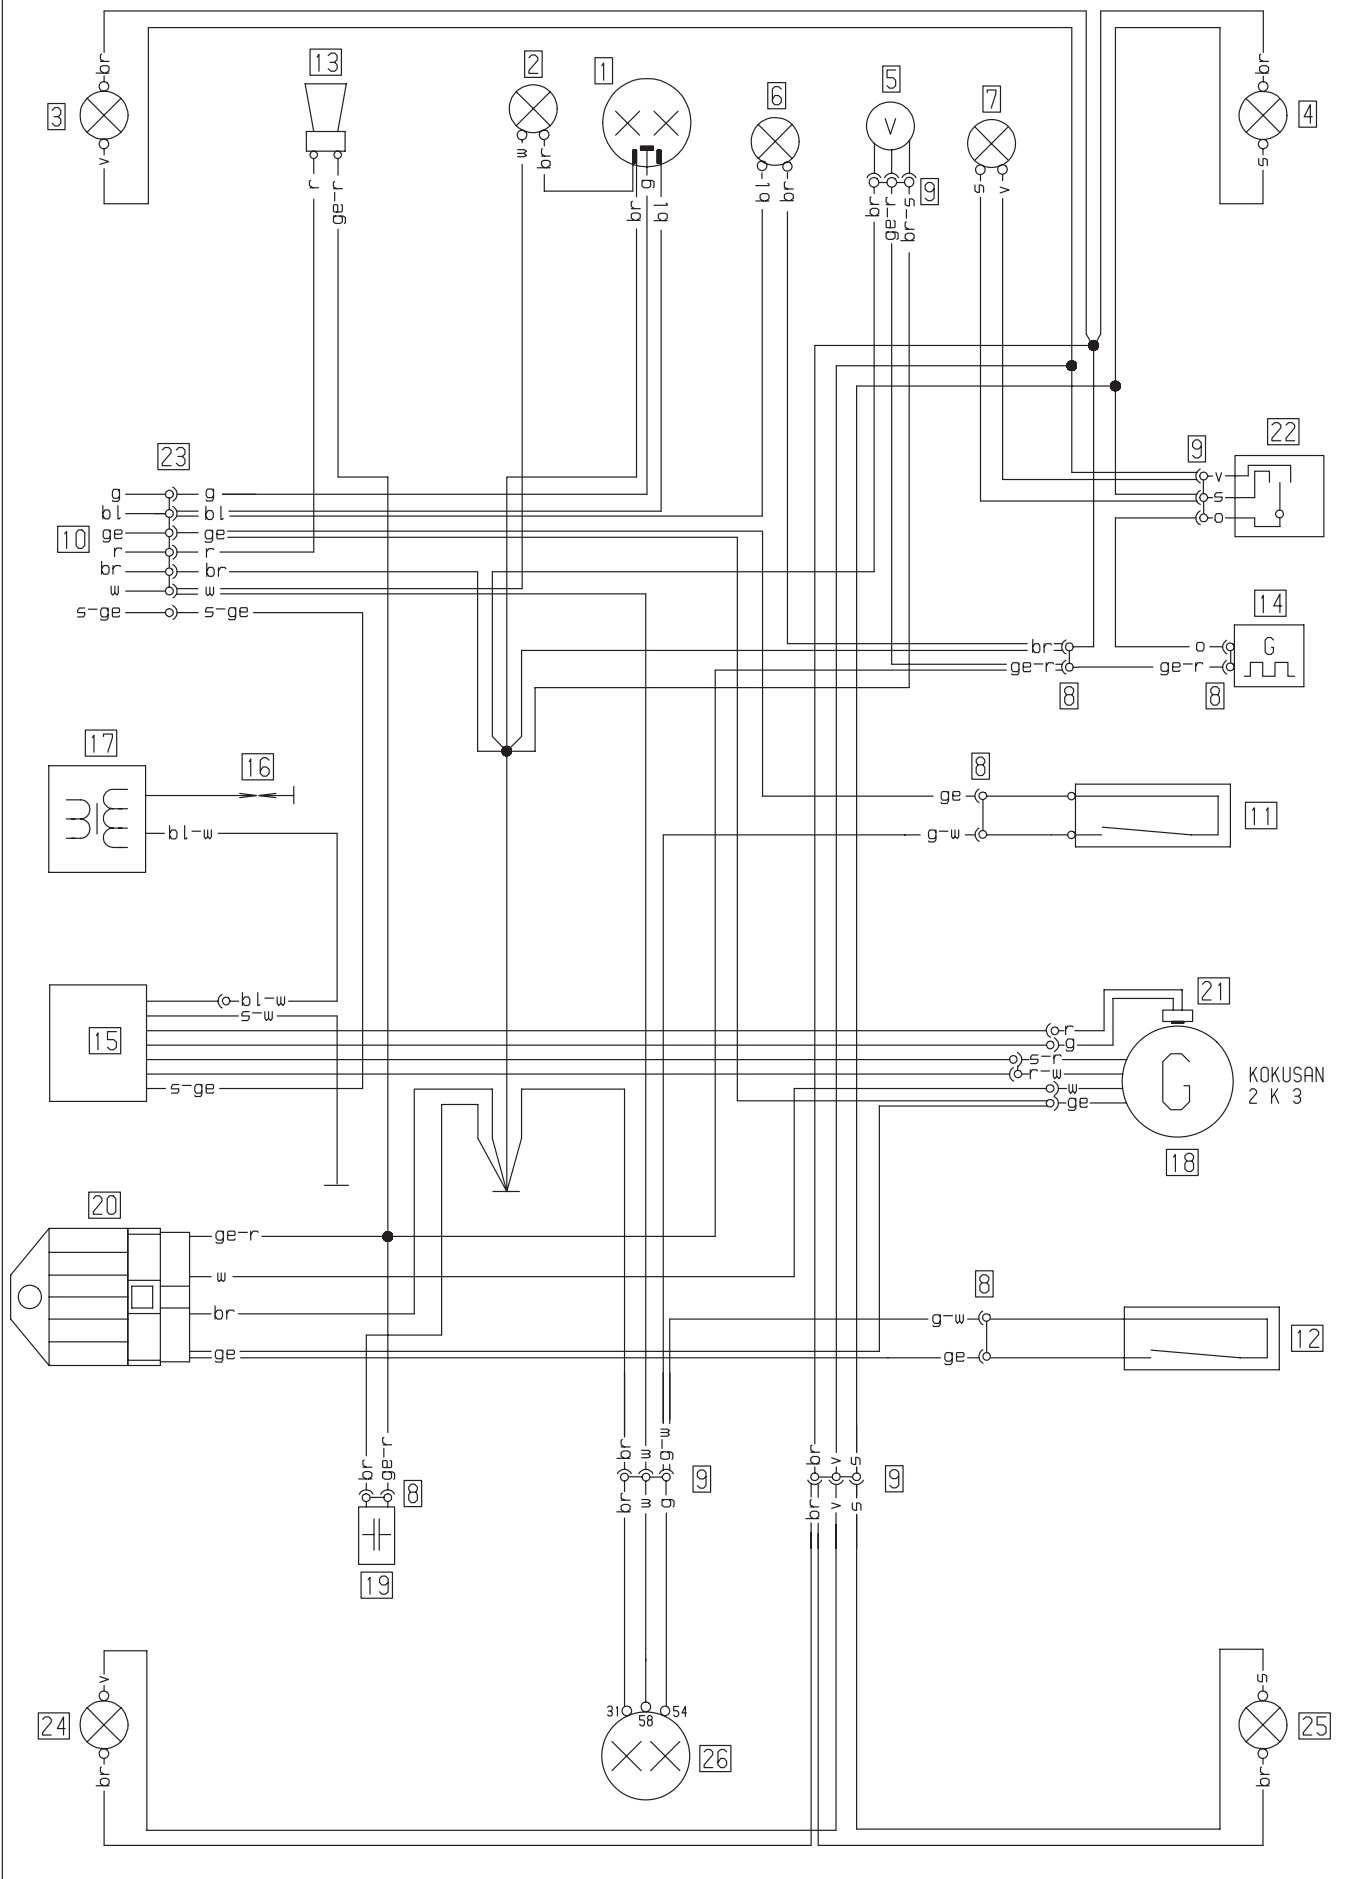 br
br
13
2
1
6
5
7
3
4
V
v
s
w
br
r
ge-r
br
g
bl
bl
br
br
ge-r
br-s
9
s
v
23
9
22
g
g
bl
bl
10
ge
ge
r
r
br
br
w
w
s-ge
s-ge
v
s
o
14
br
o
G
ge-r
ge-r
8
8
17
16
bl-w
8
ge
11
g-w
21
bl-w
s-w
15
r
g
s-r
r-w
w
s-ge
ge
G
KOKUSAN
2 K 3
18
20
ge-r
w
br
ge
8
g-w
ge
12
br
ge-r
8
19
br
w
g-w
9
br
w
g
br
v
s
9
br
v
s
v
s
24
31
58
54
26
25
br
br